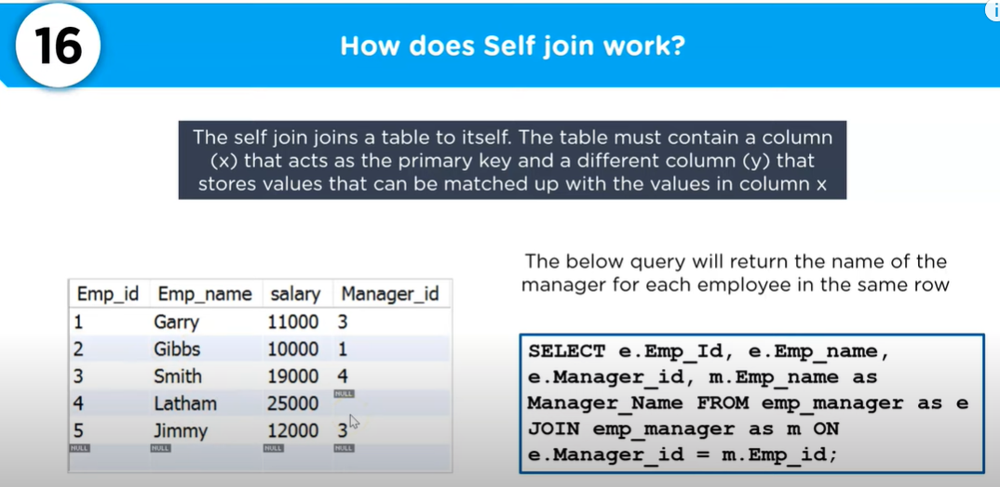 16
How does Self join work?
The self join joins a table to itself. The table must contain a column
(x) that acts as the primary key and a different column (y) that
stores values that can be matched up with the values in column x
The below query will return the name of the
manager for each employee in the same row
Emp_id Emp_name salary Manager_id
1 Garry 11000 3
2 Gibbs 10000 1
3 Smith 19000 4
4 Latham 25000 NULL
5 Jimmy 12000 3
NULL NULL NULL NULL
SELECT e.Emp_Id, e.Emp_name,
e.Manager_id, m.Emp_name as
Manager_Name FROM emp_manager as e
JOIN emp_manager as m ON
e.Manager_id = m.Emp_id;